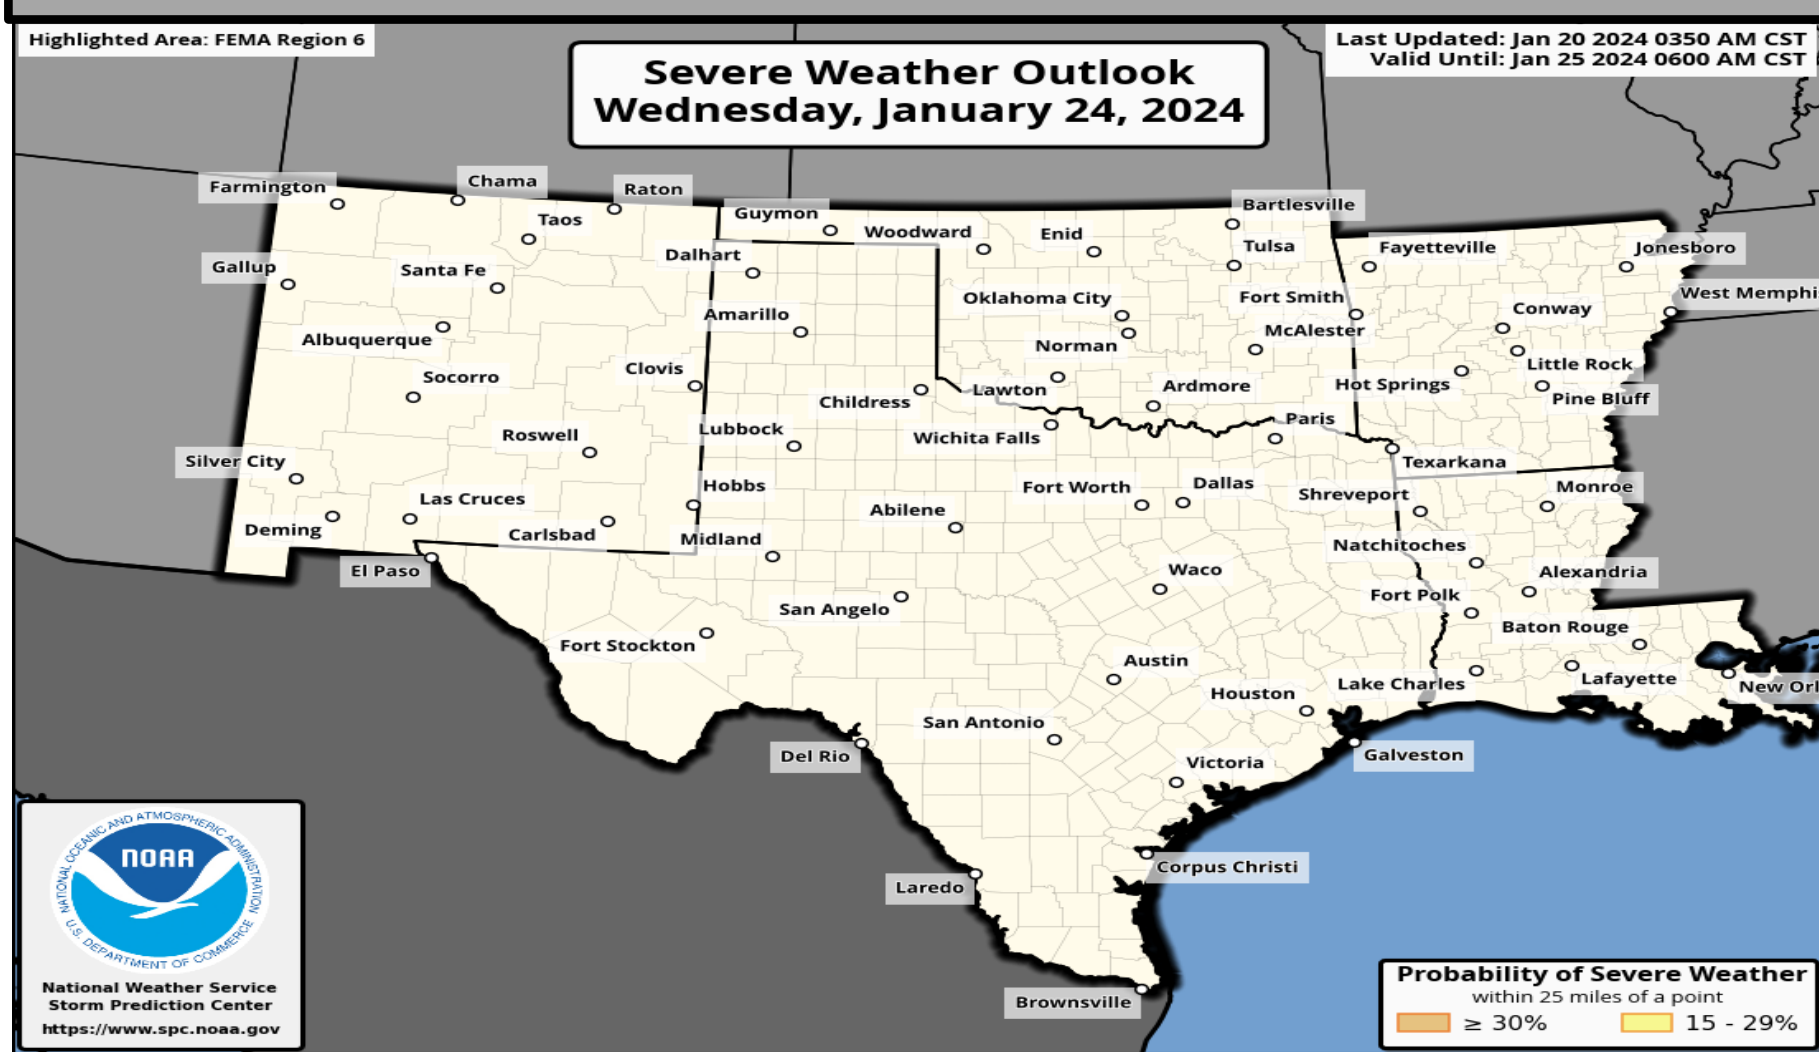 Highlighted Area: FEMA Region 6
Severe Weather Outlook
Wednesday, January 24, 2024
Last Updated: Jan 20 2024 0350 AM CST
Valid Until: Jan 25 2024 0600 AM CST
Farmington
Chama
Raton
Taos
Guymon
Woodward
Enid
Bartlesville
Tulsa
Fayetteville
Jonesboro
Gallup
Santa Fe
Dalhart
Oklahoma City
Fort Smith
West Memphi
Amarillo
Conway
Albuquerque
Norman
McAlester
Little Rock
Socorro
Clovis
Childress
Lawton
Ardmore
Hot Springs
Pine Bluff
Roswell
Lubbock
Wichita Falls
Paris
Silver City
Texarkana
Las Cruces
Hobbs
Fort Worth
Dallas
Shreveport
Monroe
Deming
Carlsbad
Midland
Abilene
Natchitoches
El Paso
Waco
Alexandria
San Angelo
Fort Polk
Fort Stockton
Baton Rouge
Austin
Houston
Lake Charles
Lafayette
New Orl
San Antonio
Del Rio
Victoria
Galveston
Laredo
Corpus Christi
Brownsville
NATIONAL OCEANIC AND ATMOSPHERIC ADMINISTRATION
NOAA
U.S. DEPARTMENT OF COMMERCE
National Weather Service
Storm Prediction Center
https://www.spc.noaa.gov
Probability of Severe Weather
within 25 miles of a point
≥ 30%
15 - 29%